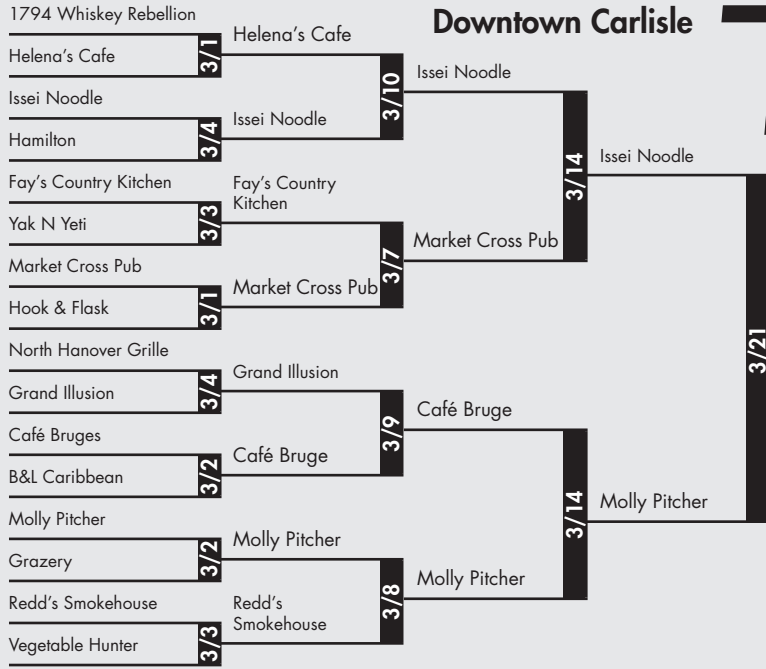 Downtown Carlisle
1794 Whiskey Rebellion
Helena's Cafe
3/1
Issei Noodle
Hamilton
3/4
Fay's Country Kitchen
Yak N Yeti
3/3
Market Cross Pub
Hook & Flask
3/1
North Hanover Grille
Grand Illusion
3/4
Café Bruges
B&L Caribbean
3/2
Molly Pitcher
Grazery
3/2
Redd's Smokehouse
Vegetable Hunter
3/3
Helena's Cafe
Issei Noodle
3/10
Fay's Country
Kitchen
Market Cross Pub
3/7
Grand Illusion
Café Bruge
3/9
Molly Pitcher
Redd's
Smokehouse
3/8
Issei Noodle
Market Cross Pub
3/14
Café Bruge
Molly Pitcher
3/14
Issei Noodle
Molly Pitcher
3/21